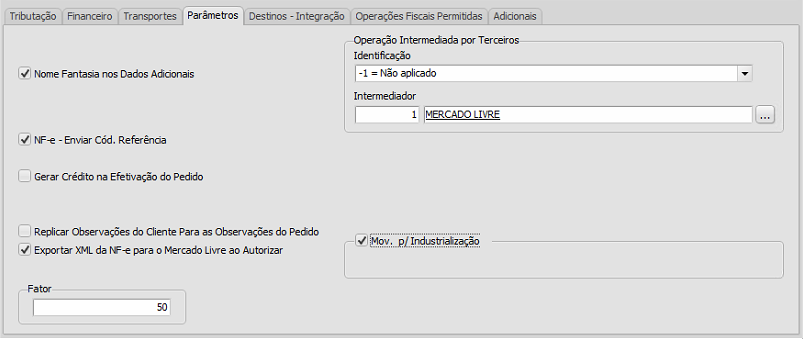 Tributação Financeiro Transportes Parâmetros Destinos - Integração Operações Fiscais Permitidas Adicionais
Operação Intermediada por Terceiros
Identificação
Nome Fantasia nos Dados Adicionais
-1 = Não aplicado
Intermediador
1 MERCADO LIVRE ...
NF-e - Enviar Cód. Referência
Gerar Crédito na Efetivação do Pedido
Replicar Observações do Cliente Para as Observações do Pedido
Mov. p/ Industrialização
Exportar XML da NF-e para o Mercado Livre ao Autorizar
Fator
50